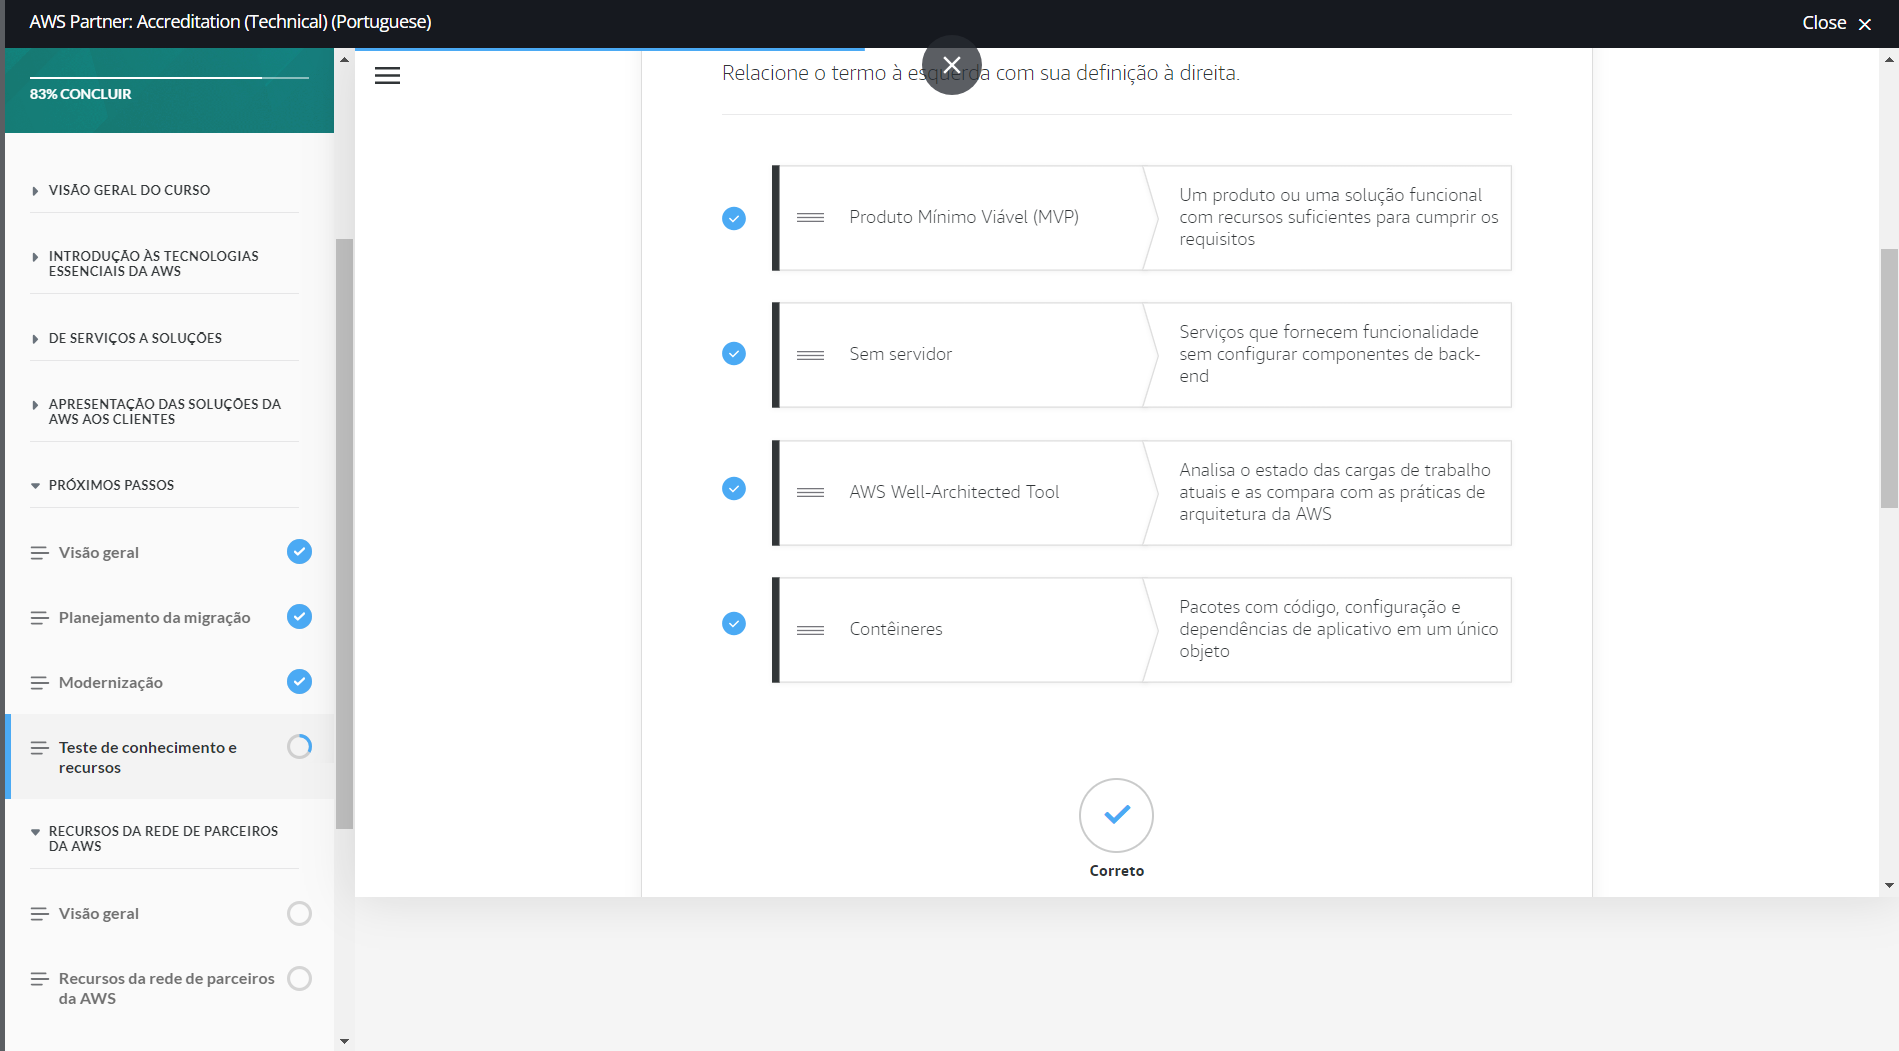 AWS Partner: Accreditation (Technical) (Portuguese)
Close
83% CONCLUIR
VISÃO GERAL DO CURSO
INTRODUÇÃO ÀS TECNOLOGIAS
ESSENCIAIS DA AWS
DE SERVIÇOS A SOLUÇÕES
APRESENTAÇÃO DAS SOLUÇÕES DA
AWS AOS CLIENTES
PRÓXIMOS PASSOS
Visão geral
Planejamento da migração
Modernização
Teste de conhecimento e
recursos
RECURSOS DA REDE DE PARCEIROS
DA AWS
Visão geral
Recursos da rede de parceiros
da AWS
Relacione o termo à esquerda com sua definição à direita.
Produto Mínimo Viável (MVP)
Um produto ou uma solução funcional
com recursos suficientes para cumprir os
requisitos
Sem servidor
Serviços que fornecem funcionalidade
sem configurar componentes de back-
end
AWS Well-Architected Tool
Analisa o estado das cargas de trabalho
atuais e as compara com as práticas de
arquitetura da AWS
Contêineres
Pacotes com código, configuração e
dependências de aplicativo em um único
objeto
Correto